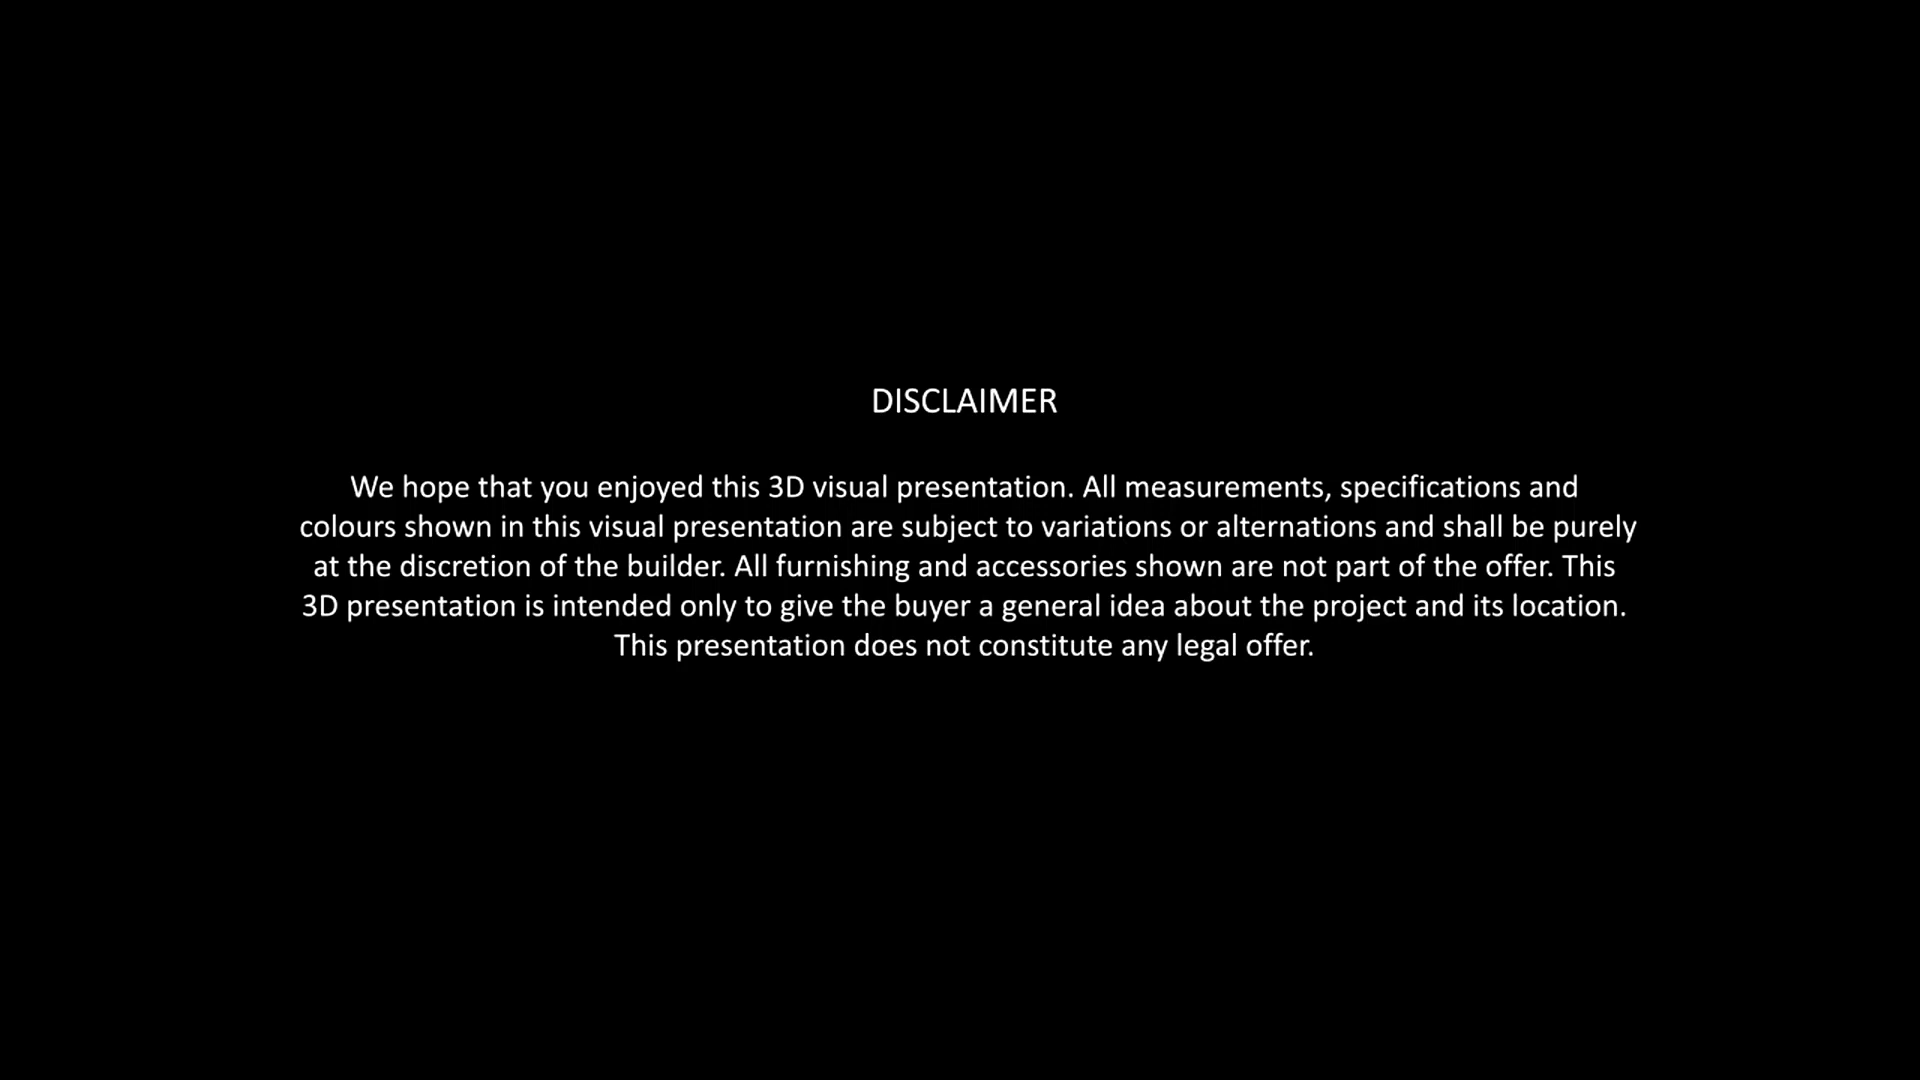 DISCLAIMER
We hope that you enjoyed this 3D visual presentation. All measurements, specifications and
colours shown in this visual presentation are subject to variations or alternations and shall be purely
at the discretion of the builder. All furnishing and accessories shown are not part of the offer. This
3D presentation is intended only to give the buyer a general idea about the project and its location.
This presentation does not constitute any legal offer.